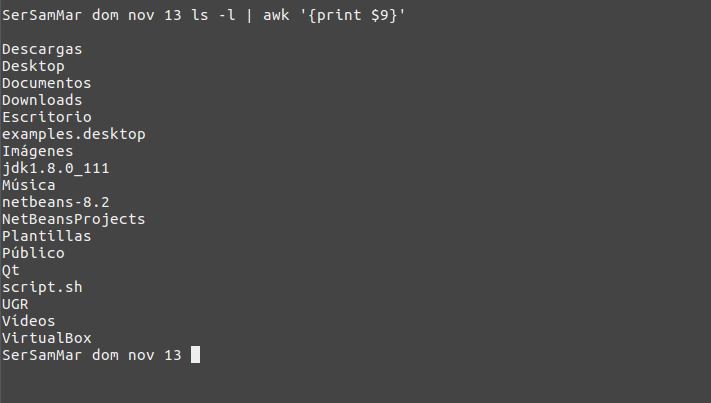 SerSamMar dom nov 13 ls -l | awk '{print $9}'
Descargas
Desktop
Documentos
Downloads
Escritorio
examples.desktop
Imágenes
jdk1.8.0_111
Música
netbeans-8.2
NetBeansProjects
Plantillas
Público
Qt
script.sh
UGR
Vídeos
VirtualBox
SerSamMar dom nov 13